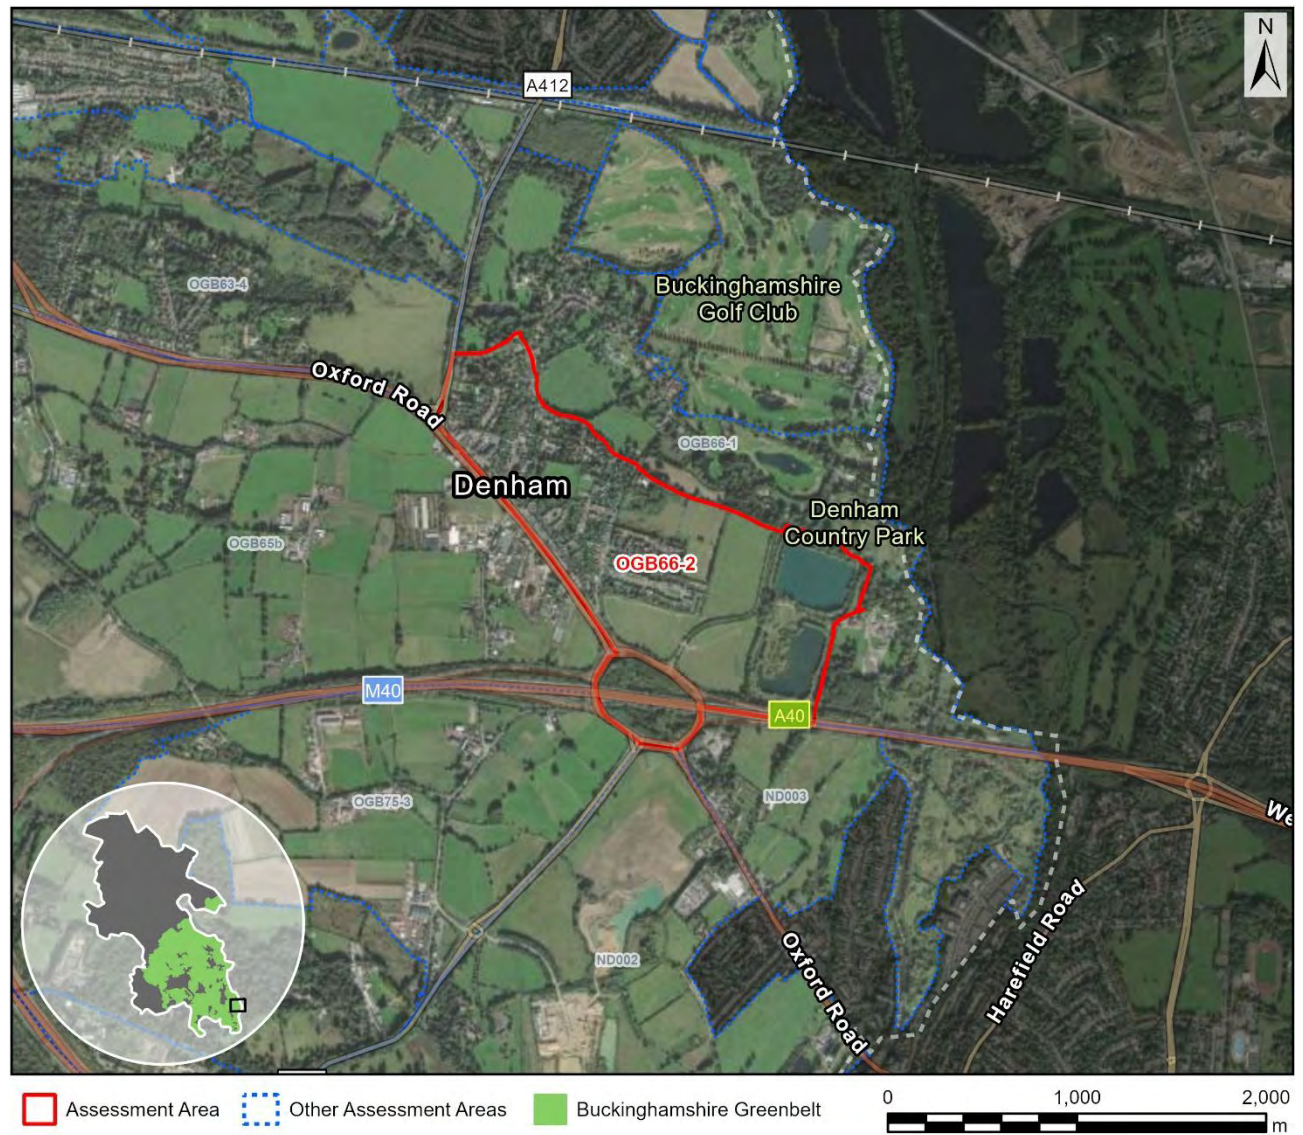 N
A412
OGB63-4
Buckinghamshire
Golf Club
Oxford Road
OGB66-1
Denham
Denham
Country Park
OGB65b
OGB66-2
M40
A40
OGB75-3
ND003
We
Harefield Road
ND002
Oxford Road
Assessment Area
Other Assessment Areas
Buckinghamshire Greenbelt
0 1,000 2,000
m